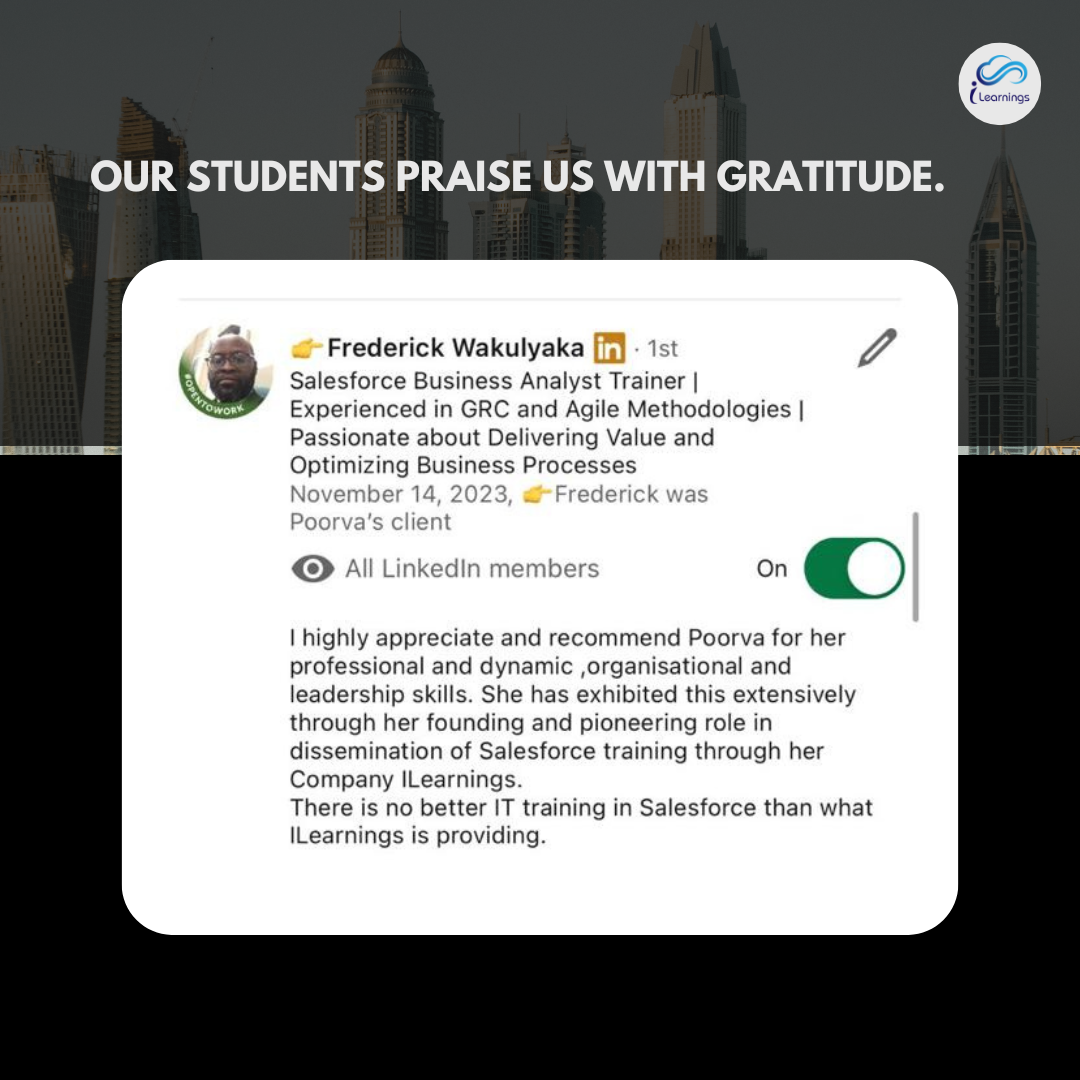 iLearnings
OUR STUDENTS PRAISE US WITH GRATITUDE.
👉Frederick Wakulyaka in · 1st
Salesforce Business Analyst Trainer |
Experienced in GRC and Agile Methodologies |
Passionate about Delivering Value and
Optimizing Business Processes
November 14, 2023, 👉Frederick was
Poorva’s client
#OPENTOWORK
All LinkedIn members On
I highly appreciate and recommend Poorva for her
professional and dynamic ,organisational and
leadership skills. She has exhibited this extensively
through her founding and pioneering role in
dissemination of Salesforce training through her
Company ILearnings.
There is no better IT training in Salesforce than what
ILearnings is providing.